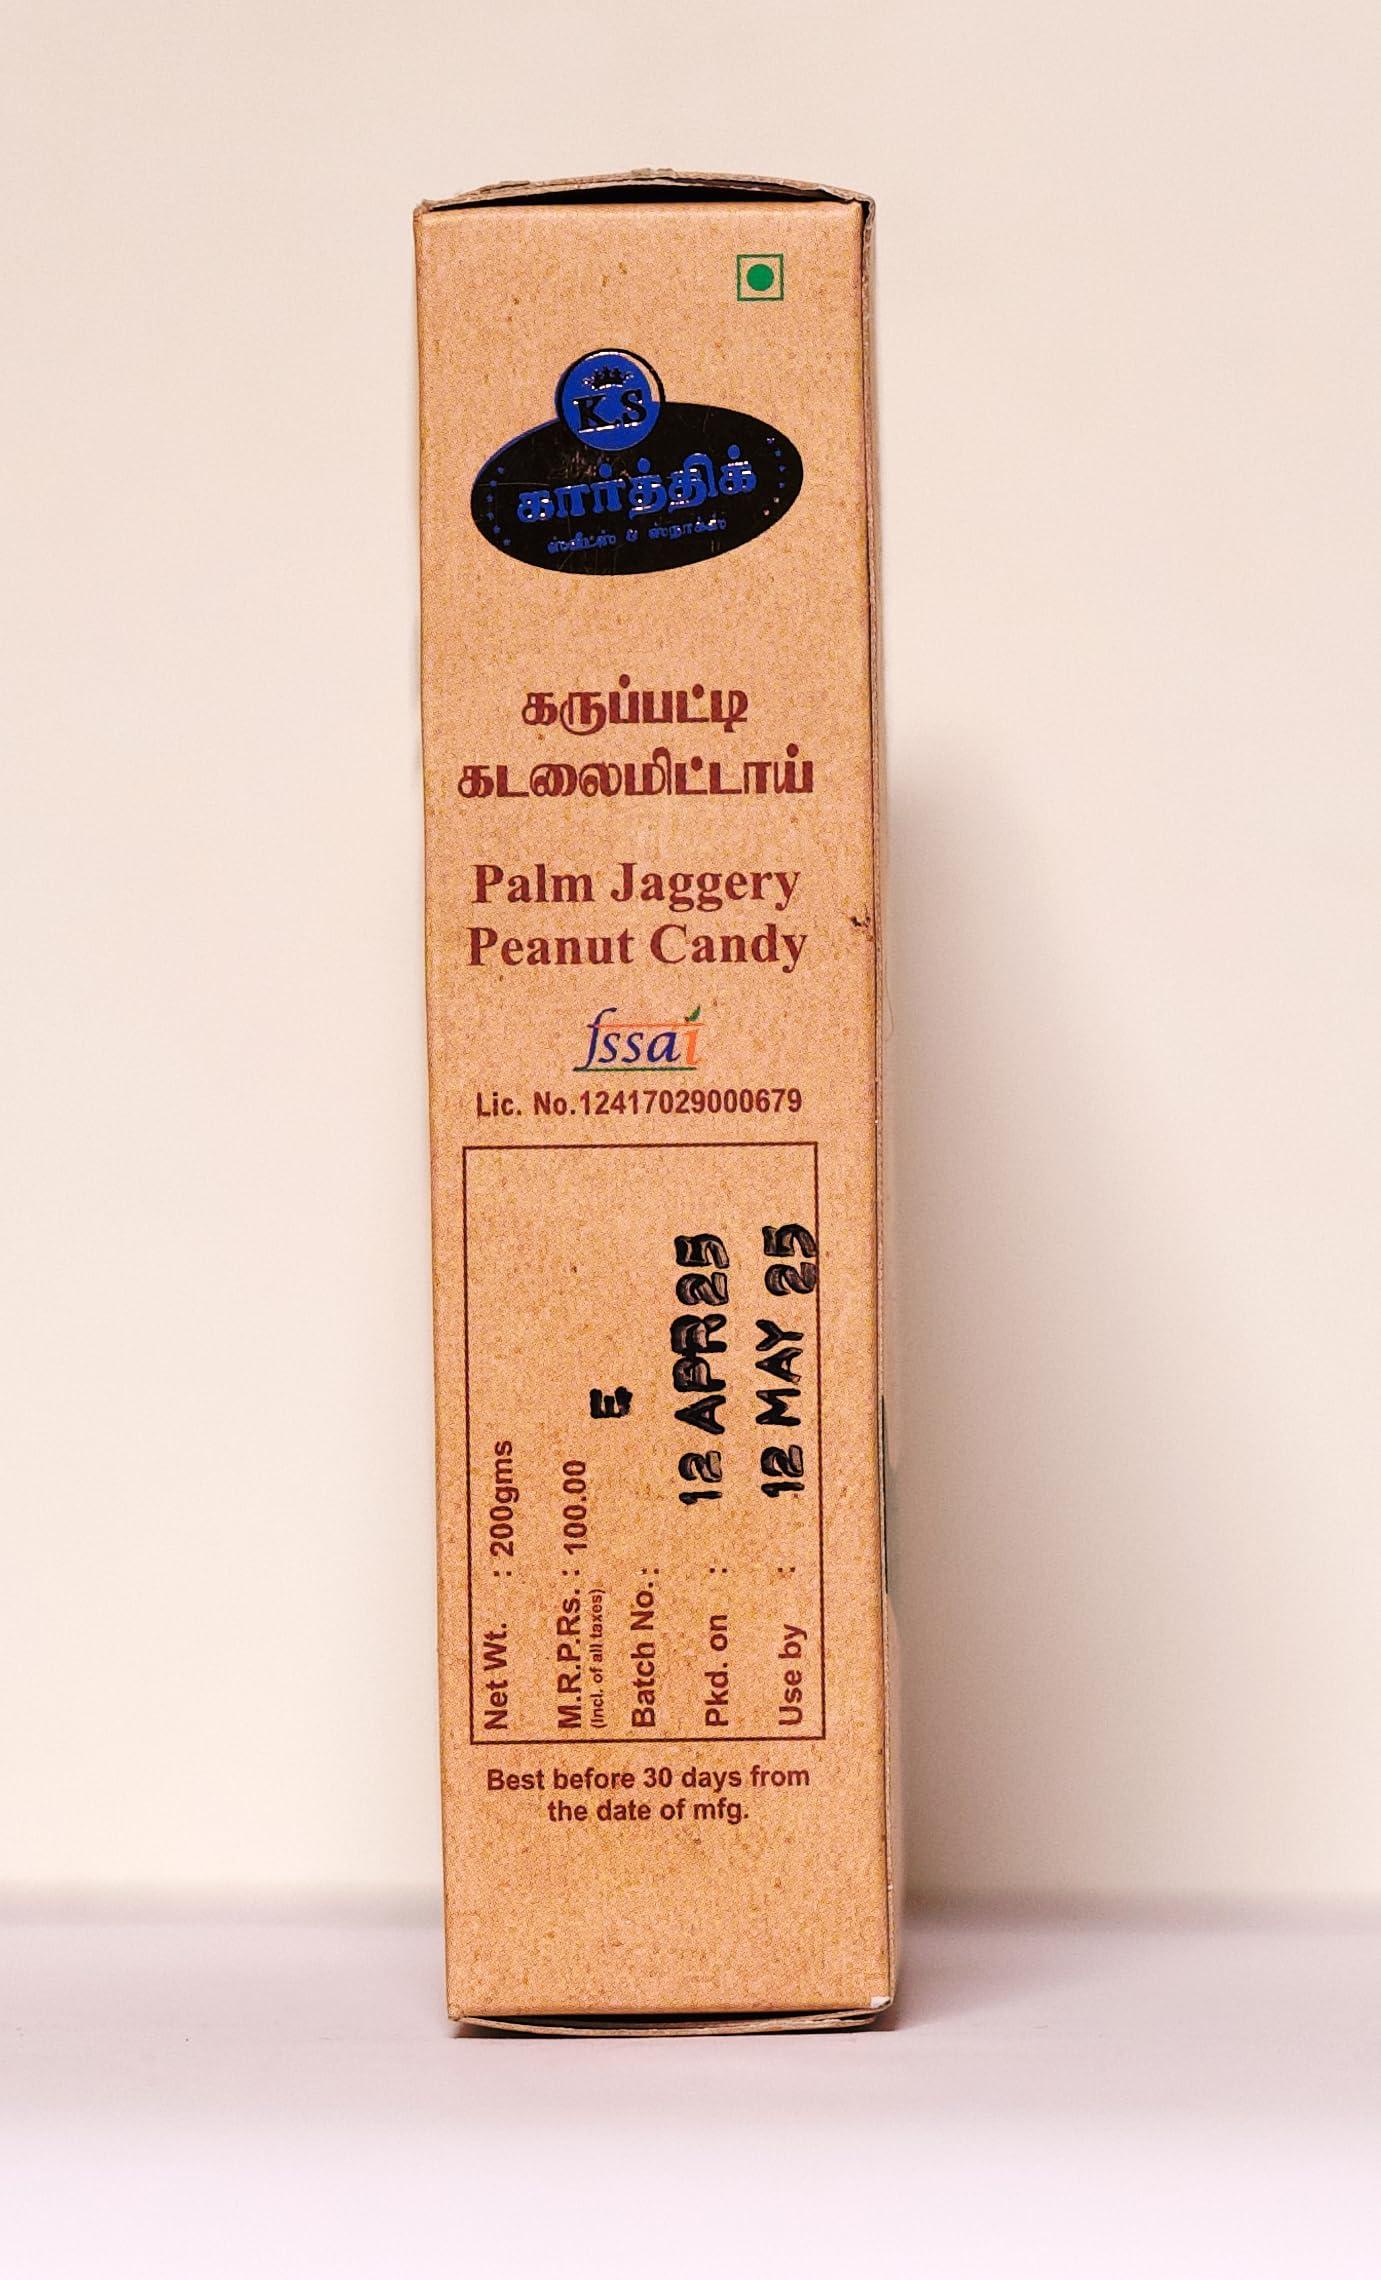 K.S
கார்த்திக்
ஸ்வீட்ஸ் & ஸ்நாக்ஸ்
கருப்பட்டி
கடலைமிட்டாய்
Palm Jaggery
Peanut Candy
fssai
Lic. No.12417029000679
Net Wt. : 200gms
M.R.P.Rs. : 100.00
(Incl. of all taxes)
Batch No. : E
Pkd. on : 12 APR 25
Use by : 12 MAY 25
Best before 30 days from
the date of mfg.